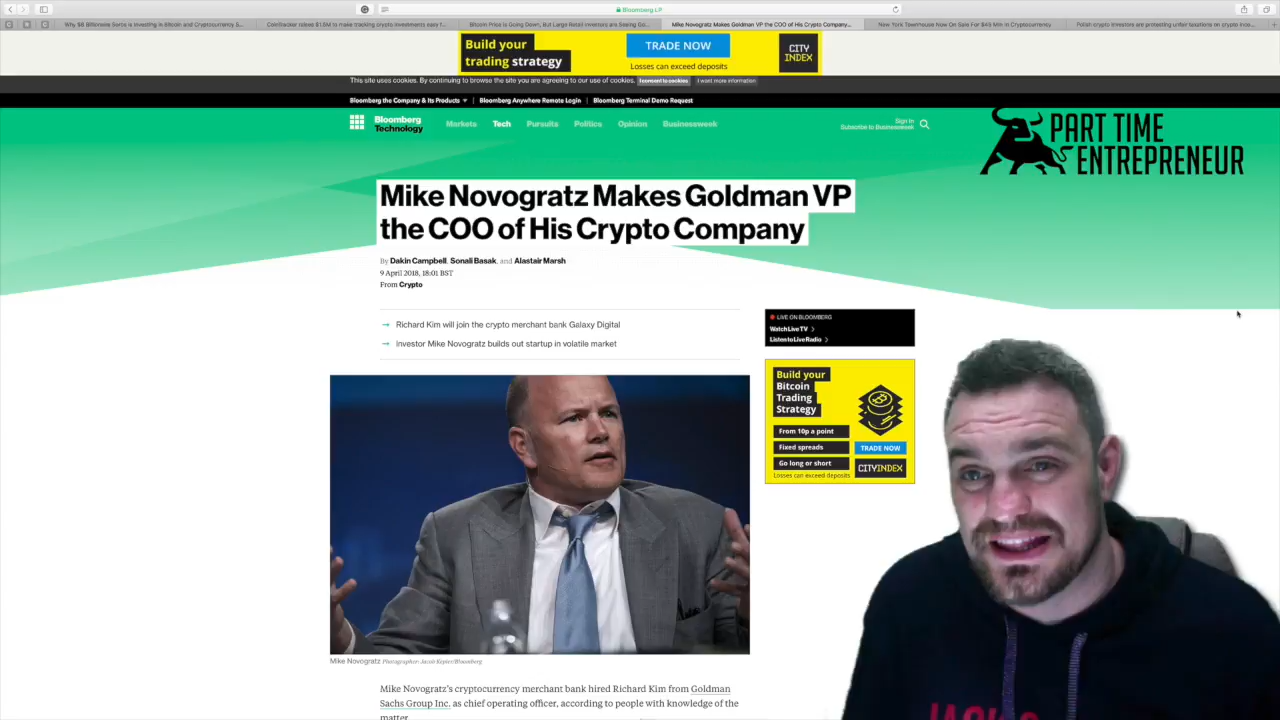 Bloomberg L.P.
Why $8 Billionaire Soros is Investing in Bitcoin and Cryptocurrency S...
CoinTracker raises $1.5M to make tracking crypto investments easy f...
Bitcoin Price is Going Down, But Large Retail Investors are Seeing Go...
Mike Novogratz Makes Goldman VP the COO of His Crypto Company...
New York Townhouse Now On Sale For $45 Mln in Cryptocurrency
Polish crypto investors are protesting unfair taxations on crypto inco...
Build your
trading strategy
TRADE NOW
Losses can exceed deposits
CITY
INDEX
This site uses cookies. By continuing to browse the site you are agreeing to our use of cookies. I consent to cookies I want more information
Bloomberg the Company & Its Products Bloomberg Anywhere Remote Login Bloomberg Terminal Demo Request
Bloomberg
Technology
Markets Tech Pursuits Politics Opinion Businessweek
Sign In
Subscribe to Businessweek
PART TIME
ENTREPRENEUR
Mike Novogratz Makes Goldman VP
the COO of His Crypto Company
By Dakin Campbell, Sonali Basak, and Alastair Marsh
9 April 2018, 18:01 BST
From Crypto
→ Richard Kim will join the crypto merchant bank Galaxy Digital
→ Investor Mike Novogratz builds out startup in volatile market
LIVE ON BLOOMBERG
Watch Live TV
Listen to Live Radio
Build your
Bitcoin
Trading
Strategy
From 10p a point
Fixed spreads
Go long or short
Losses can exceed deposits
TRADE NOW
CITYINDEX
Mike Novogratz Photographer: Jacob Kepler/Bloomberg
Mike Novogratz's cryptocurrency merchant bank hired Richard Kim from Goldman
Sachs Group Inc. as chief operating officer, according to people with knowledge of the
matter.